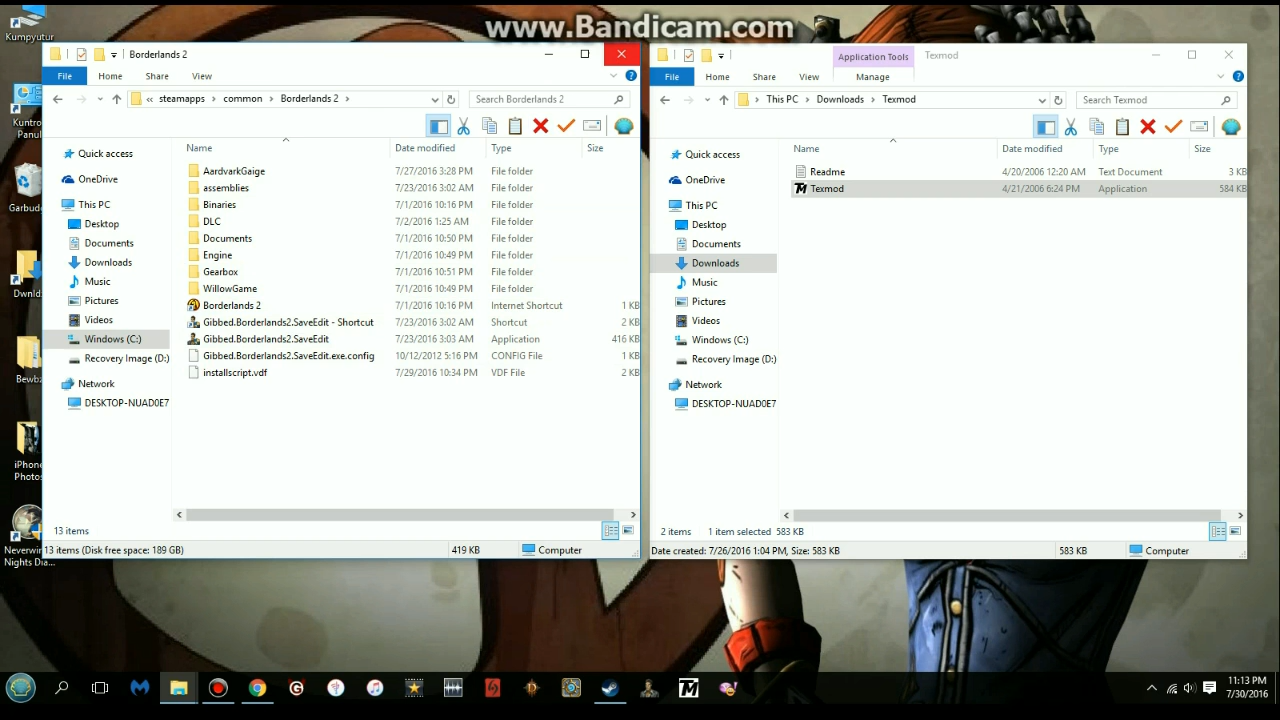 www.Bandicam.com
Kumpyutur
Kuntro
Panul
Garbud
Dwnld
Bewbz
iPhone
Photos
Neverwin
Nights Dia...
Borderlands 2
File Home Share View
« steamapps > common > Borderlands 2 >
Search Borderlands 2
Name Date modified Type Size
Quick access
OneDrive
This PC
Desktop
Documents
Downloads
Music
Pictures
Videos
Windows (C:)
Recovery Image (D:)
Network
DESKTOP-NUAD0E7
AardvarkGaige 7/27/2016 3:28 PM File folder
assemblies 7/23/2016 3:02 AM File folder
Binaries 7/1/2016 10:16 PM File folder
DLC 7/2/2016 1:25 AM File folder
Documents 7/1/2016 10:50 PM File folder
Engine 7/1/2016 10:49 PM File folder
Gearbox 7/1/2016 10:51 PM File folder
WillowGame 7/1/2016 10:49 PM File folder
Borderlands 2 7/1/2016 10:16 PM Internet Shortcut 1 KB
Gibbed.Borderlands2.SaveEdit - Shortcut 7/23/2016 3:02 AM Shortcut 2 KB
Gibbed.Borderlands2.SaveEdit 7/23/2016 3:03 AM Application 416 KB
Gibbed.Borderlands2.SaveEdit.exe.config 10/12/2012 5:16 PM CONFIG File 1 KB
installscript.vdf 7/29/2016 10:34 PM VDF File 2 KB
13 items
13 items (Disk free space: 189 GB) 419 KB Computer
Application Tools Texmod
File Home Share View Manage
> This PC > Downloads > Texmod
Search Texmod
Name Date modified Type Size
Quick access
OneDrive
This PC
Desktop
Documents
Downloads
Music
Pictures
Videos
Windows (C:)
Recovery Image (D:)
Network
DESKTOP-NUAD0E7
Readme 4/20/2006 12:20 AM Text Document 3 KB
Texmod 4/21/2006 6:24 PM Application 584 KB
2 items 1 item selected 583 KB
Date created: 7/26/2016 1:04 PM, Size: 583 KB 583 KB Computer
11:13 PM
7/30/2016